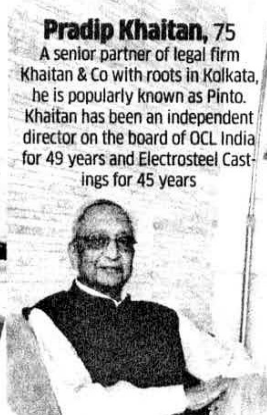 Pradip Khaitan, 75
A senior partner of legal firm
Khaitan & Co with roots in Kolkata,
he is popularly known as Pinto.
Khaitan has been an independent
director on the board of OCL India
for 49 years and Electrosteel Cast-
ings for 45 years